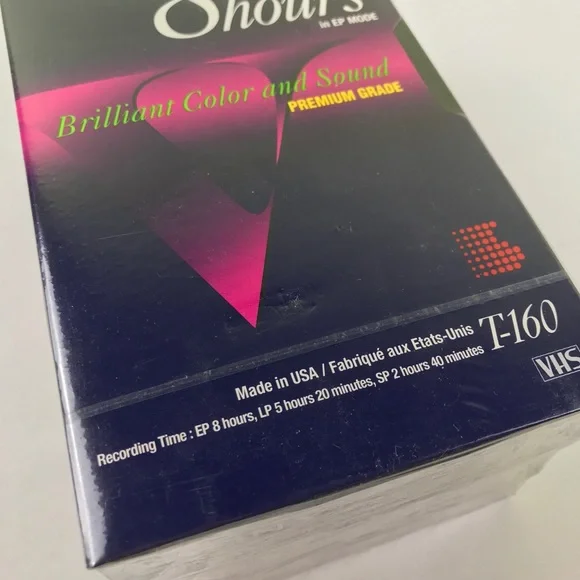 8hours
in EP MODE
Brilliant Color and Sound
PREMIUM GRADE
Made in USA / Fabriqué aux Etats-Unis
T-160
Recording Time : EP 8 hours, LP 5 hours 20 minutes, SP 2 hours 40 minutes
VHS